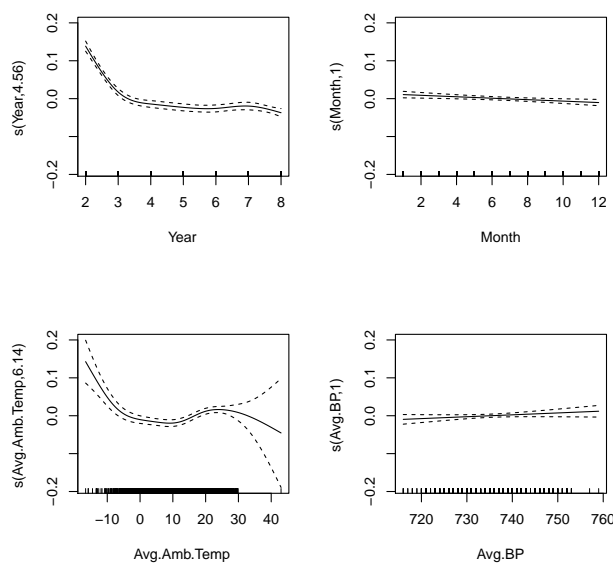 0.2
0.1
0.0
−0.2
s(Year,4.56)
2 3 4 5 6 7 8
Year
0.2
0.1
0.0
−0.2
s(Month,1)
2 4 6 8 10 12
Month
0.2
0.1
0.0
−0.2
s(Avg.Amb.Temp,6.14)
−10 0 10 20 30 40
Avg.Amb.Temp
0.2
0.1
0.0
−0.2
s(Avg.BP,1)
720 730 740 750 760
Avg.BP